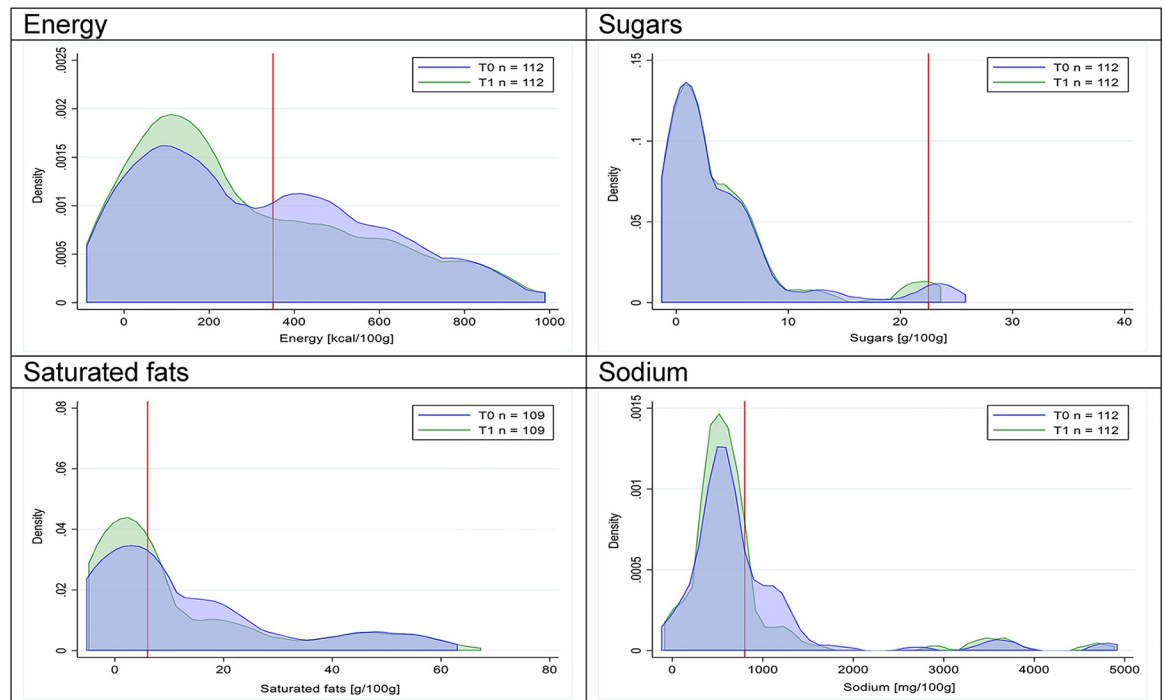 Energy
.0025
.002
.0015
.001
.0005
0
Density
T0 n = 112
T1 n = 112
0 200 400 600 800 1000
Energy [kcal/100g]
Sugars
.15
.1
.05
0
Density
T0 n = 112
T1 n = 112
0 10 20 30 40
Sugars [g/100g]
Saturated fats
.08
.06
.04
.02
0
Density
T0 n = 109
T1 n = 109
0 20 40 60 80
Saturated fats [g/100g]
Sodium
.0015
.001
.0005
0
Density
T0 n = 112
T1 n = 112
0 1000 2000 3000 4000 5000
Sodium [mg/100g]